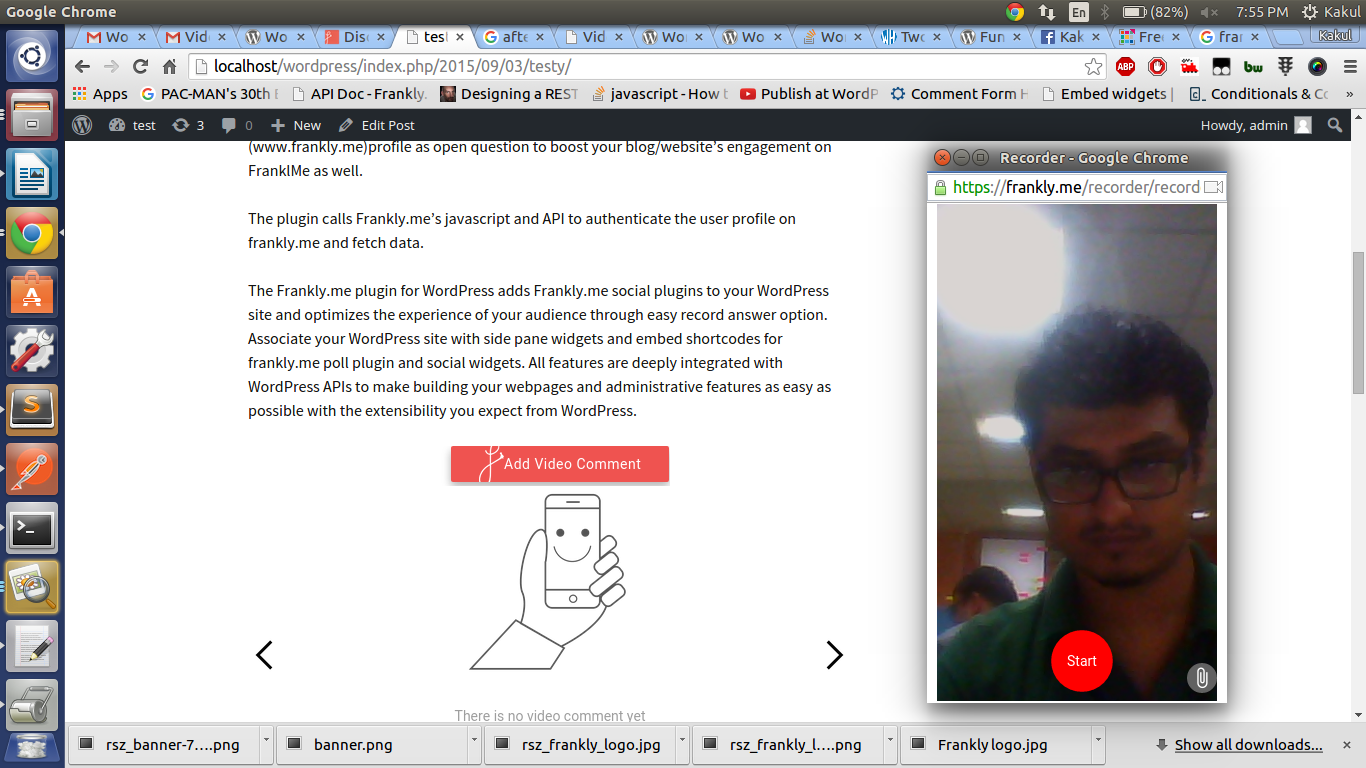 Google Chrome
En
(82%)
7:55 PM
Kakul
Wo
Vide
Wo
Disc
test
afte
Vid
Wor
Wo
Wo
Two
Fun
Kak
Free
fran
Kakul
localhost/wordpress/index.php/2015/09/03/testy/
ABP
bw
Apps
PAC-MAN's 30th
API Doc - Frankly.
Designing a REST
javascript - How t
Publish at WordP
Comment Form H
Embed widgets |
Conditionals & Co
»
test
3
0
New
Edit Post
Howdy, admin
(www.frankly.me)profile as open question to boost your blog/website's engagement on
FranklMe as well.
The plugin calls Frankly.me's javascript and API to authenticate the user profile on
frankly.me and fetch data.
The Frankly.me plugin for WordPress adds Frankly.me social plugins to your WordPress
site and optimizes the experience of your audience through easy record answer option.
Associate your WordPress site with side pane widgets and embed shortcodes for
frankly.me poll plugin and social widgets. All features are deeply integrated with
WordPress APIs to make building your webpages and administrative features as easy as
possible with the extensibility you expect from WordPress.
Add Video Comment
There is no video comment yet
Recorder - Google Chrome
https://frankly.me/recorder/record
Start
rsz_banner-7....png
banner.png
rsz_frankly_logo.jpg
rsz_frankly_l....png
Frankly logo.jpg
Show all downloads...